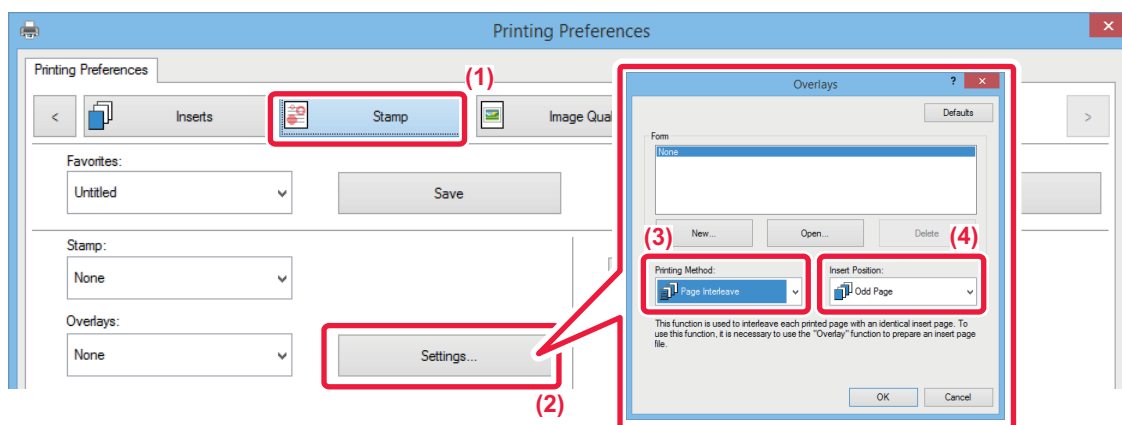 Printing Preferences
Printing Preferences
(1)
< Inserts Stamp Image Qual >
Favorites:
Untitled Save
Stamp:
None
Overlays:
None Settings...
(2)
Overlays ?
Defaults
Form
None
New... Open... Delete
(3) (4)
Printing Method: Insert Position:
Page Interleave Odd Page
This function is used to interleave each printed page with an identical insert page. To
use this function, it is necessary to use the "Overlay" function to prepare an insert page
file.
OK Cancel